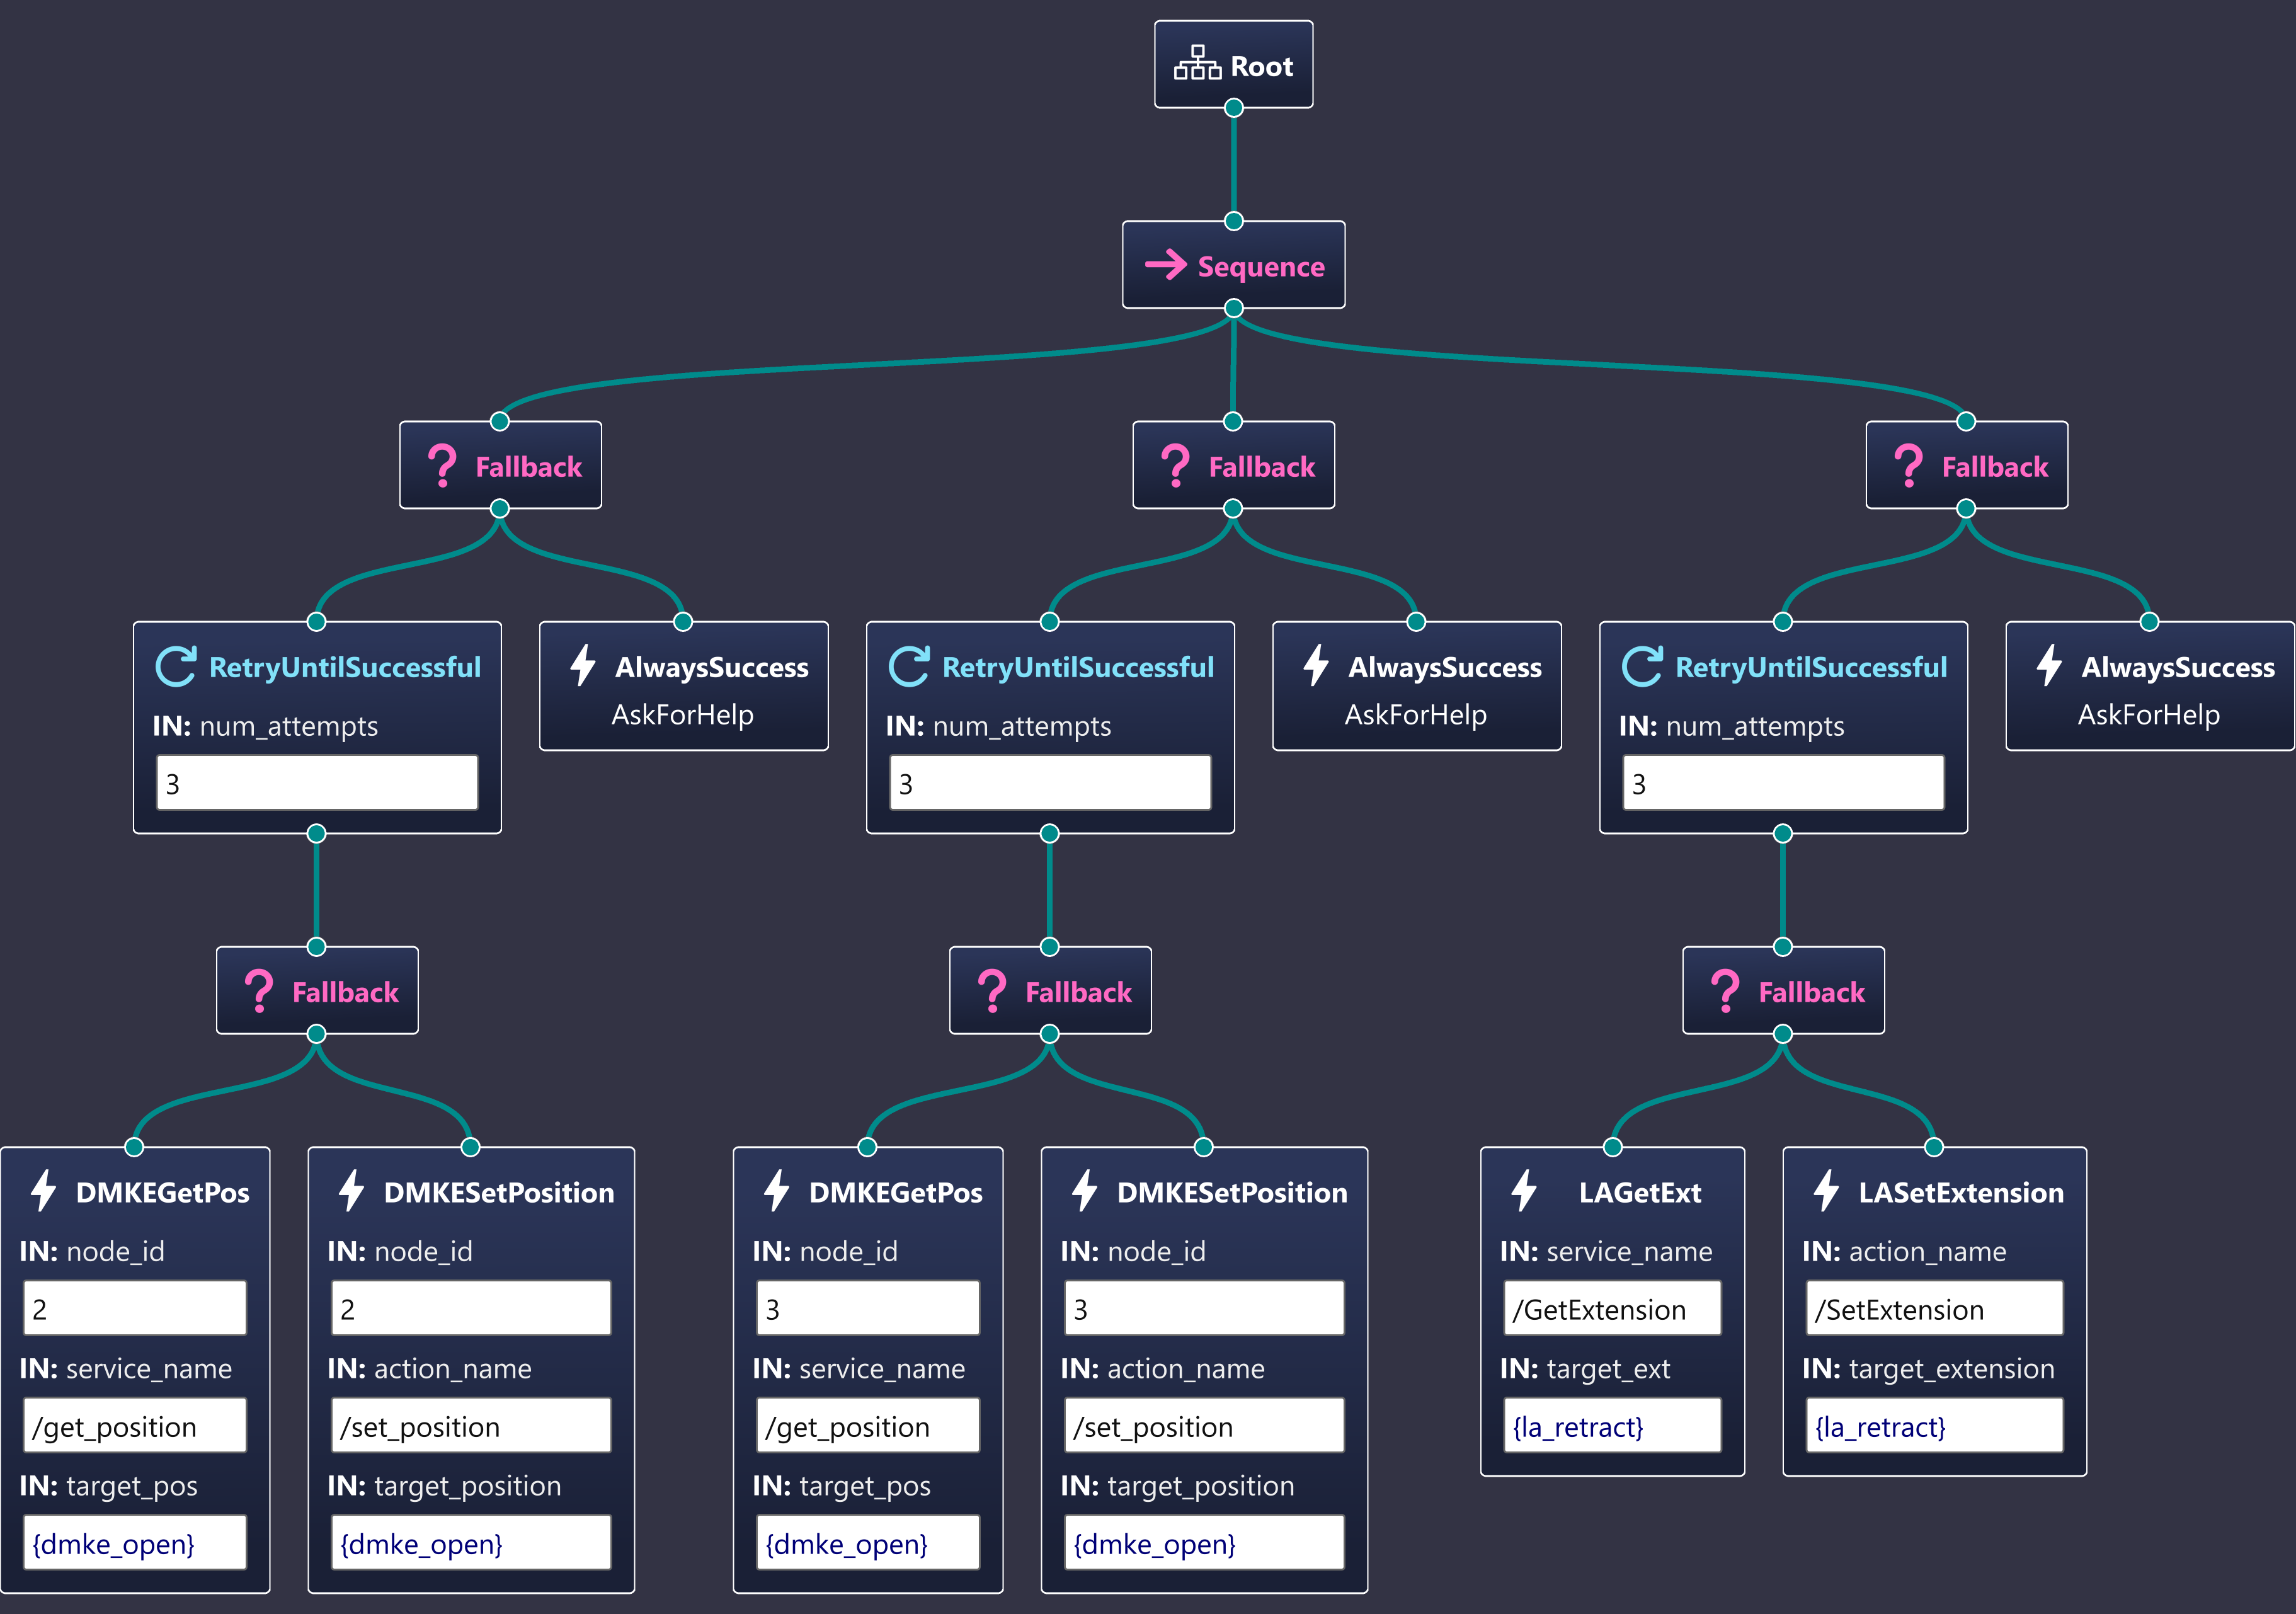 Root
Sequence
Fallback
Fallback
Fallback
RetryUntilSuccessful
IN: num_attempts
3
AlwaysSuccess
AskForHelp
RetryUntilSuccessful
IN: num_attempts
3
AlwaysSuccess
AskForHelp
RetryUntilSuccessful
IN: num_attempts
3
AlwaysSuccess
AskForHelp
Fallback
Fallback
Fallback
DMKEGetPos
IN: node_id
2
IN: service_name
/get_position
IN: target_pos
{dmke_open}
DMKESetPosition
IN: node_id
2
IN: action_name
/set_position
IN: target_position
{dmke_open}
DMKEGetPos
IN: node_id
3
IN: service_name
/get_position
IN: target_pos
{dmke_open}
DMKESetPosition
IN: node_id
3
IN: action_name
/set_position
IN: target_position
{dmke_open}
LAGetExt
IN: service_name
/GetExtension
IN: target_ext
{la_retract}
LASetExtension
IN: action_name
/SetExtension
IN: target_extension
{la_retract}